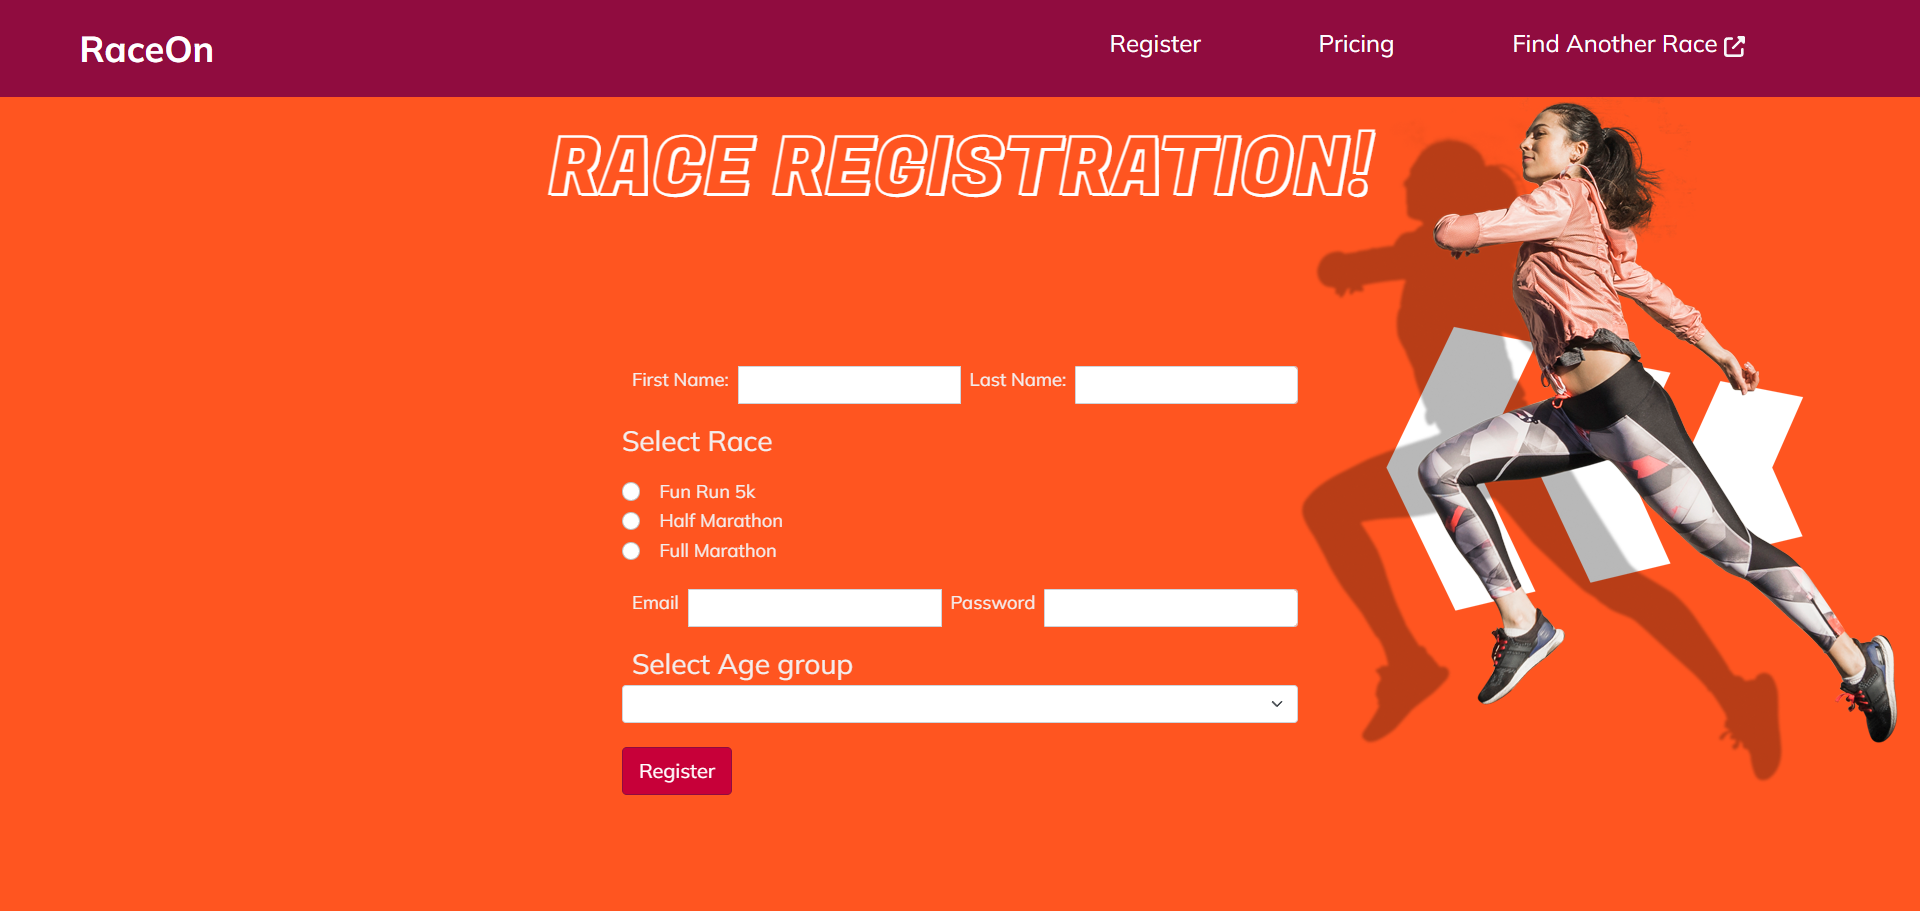 RaceOn Register Pricing Find Another Race
RACE REGISTRATION!
First Name: Last Name:
Select Race
Fun Run 5k
Half Marathon
Full Marathon
Email Password
Select Age group
Register